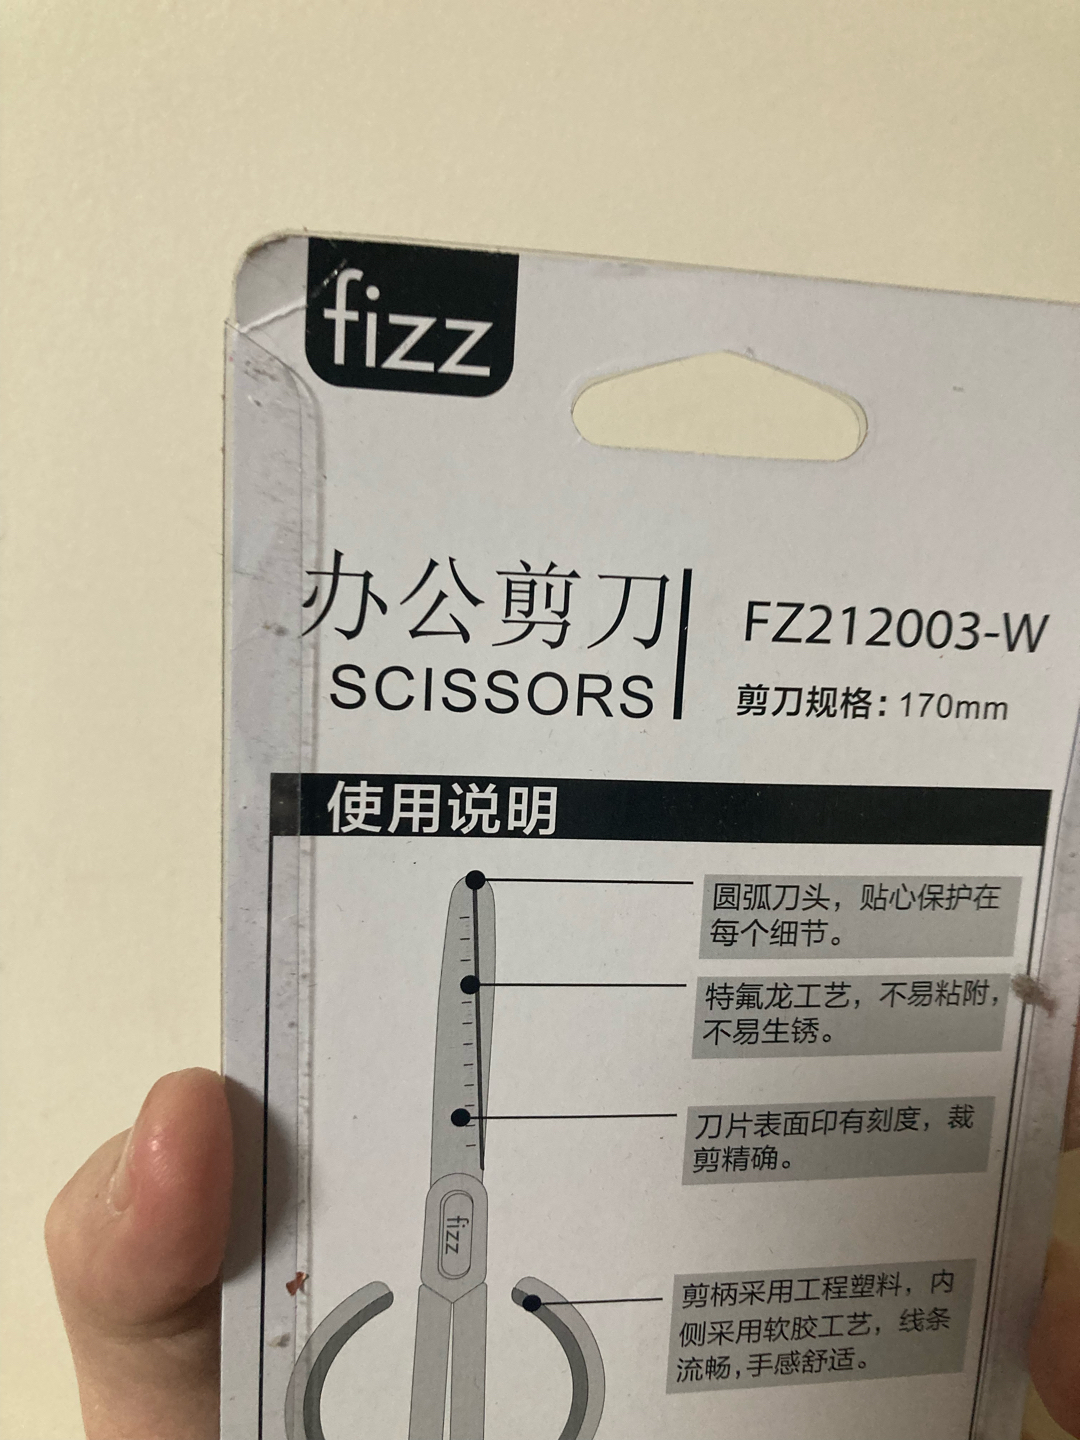 fizz
办公剪刀
SCISSORS
FZ212003-W
剪刀规格：170mm
使用说明
圆弧刀头，贴心保护在
每个细节。
特氟龙工艺，不易粘附，
不易生锈。
刀片表面印有刻度，裁
剪精确。
fizz
剪柄采用工程塑料，内
侧采用软胶工艺，线条
流畅，手感舒适。